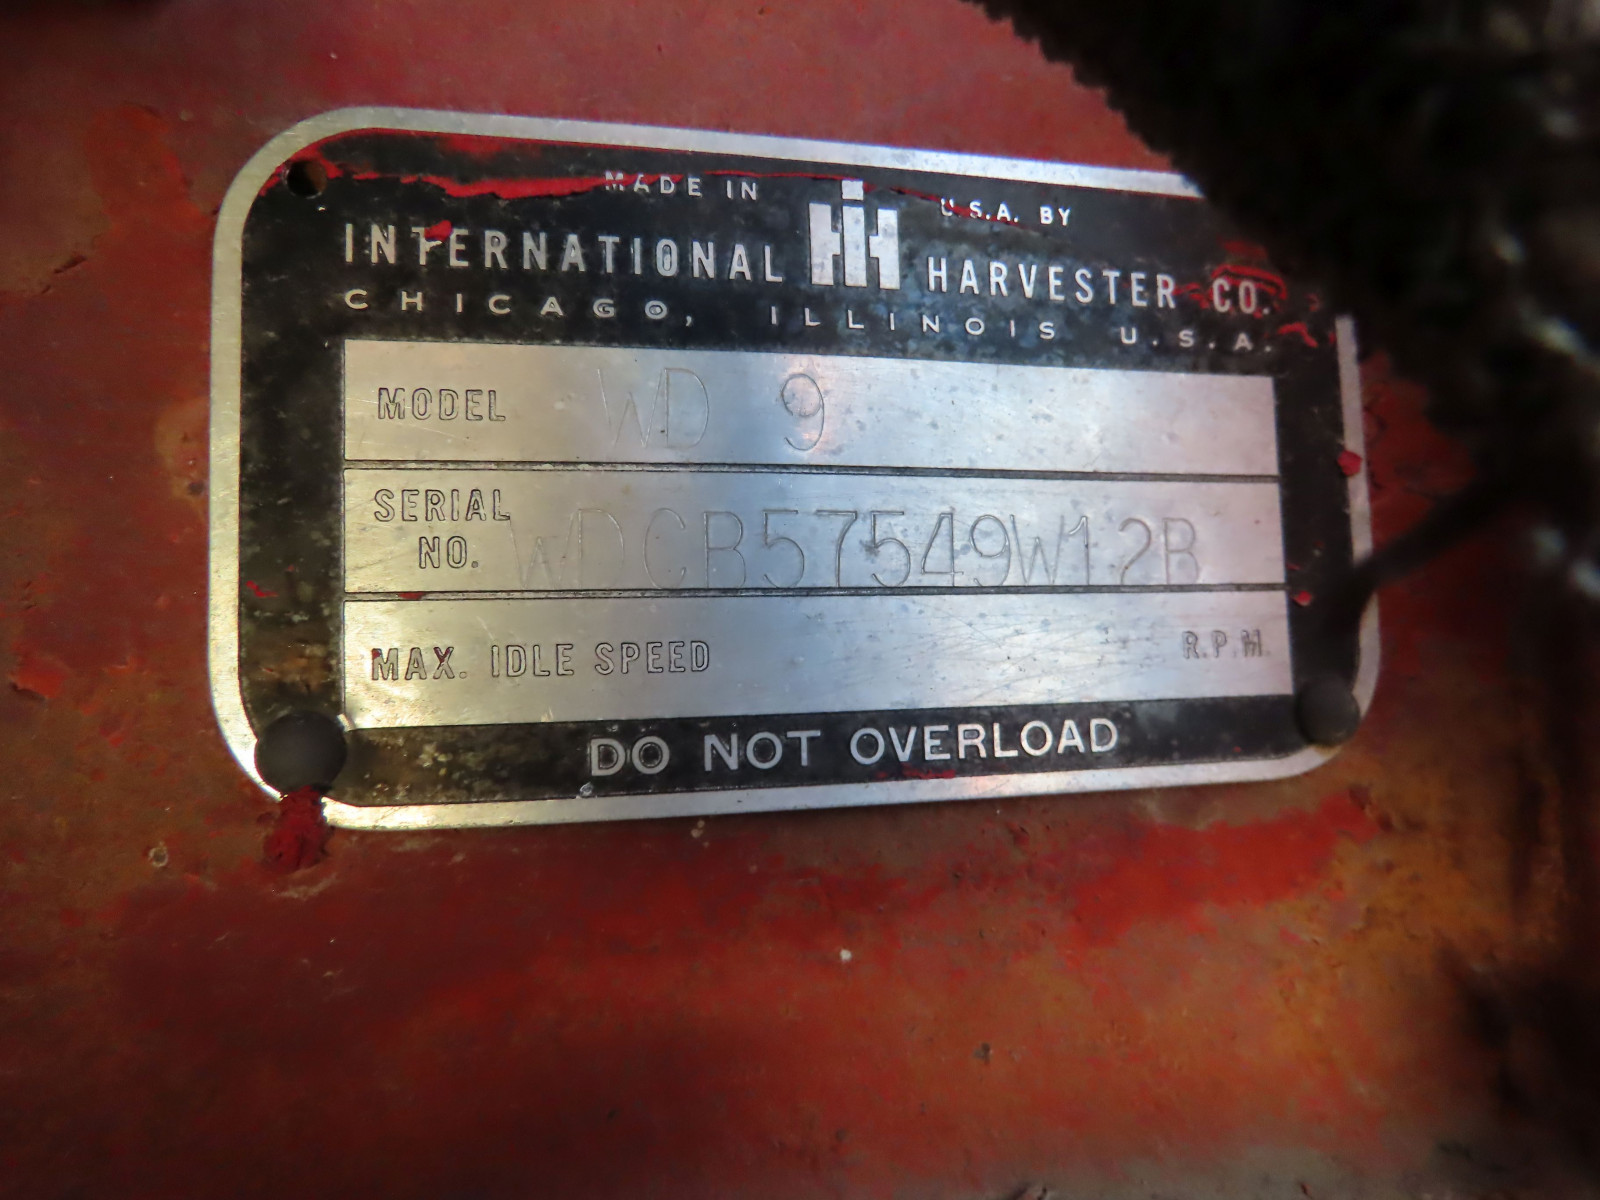 MADE IN IH U.S.A. BY
INTERNATIONAL HARVESTER CO.
CHICAGO, ILLINOIS U.S.A.
MODEL WD 9
SERIAL NO. WDCB57549W12B
MAX. IDLE SPEED R.P.M.
DO NOT OVERLOAD